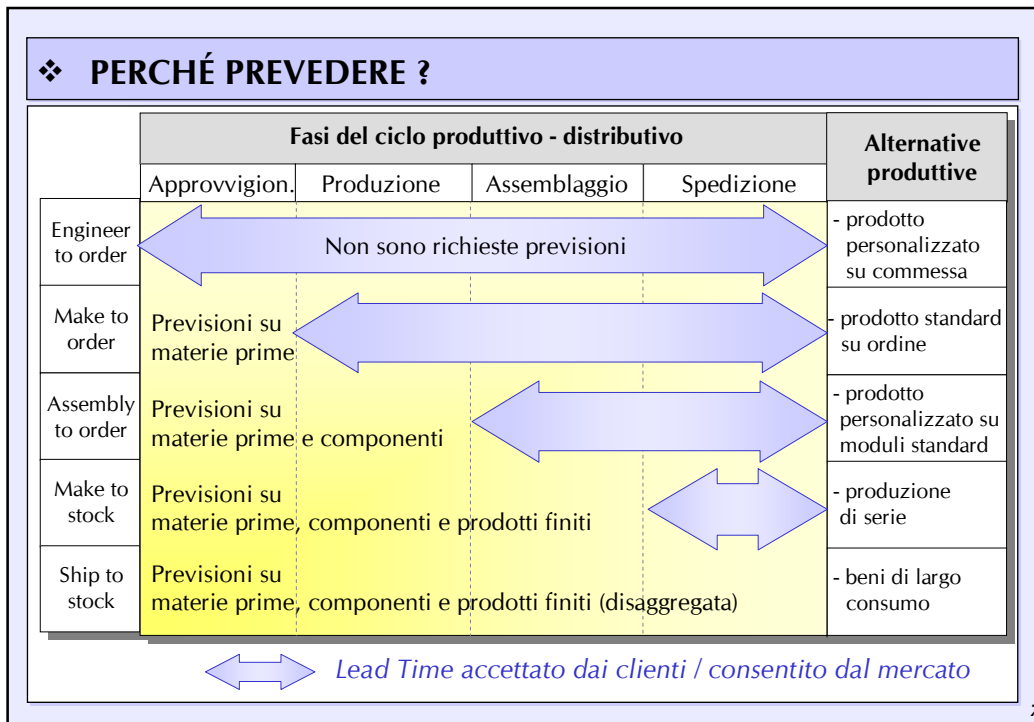 ❖ PERCHÉ PREVEDERE ?
Fasi del ciclo produttivo - distributivo
Alternative
produttive
Approvvigion.
Produzione
Assemblaggio
Spedizione
Engineer
to order
Non sono richieste previsioni
- prodotto
personalizzato
su commessa
Make to
order
Previsioni su
materie prime
- prodotto standard
su ordine
Assembly
to order
Previsioni su
materie prime e componenti
- prodotto
personalizzato su
moduli standard
Make to
stock
Previsioni su
materie prime, componenti e prodotti finiti
- produzione
di serie
Ship to
stock
Previsioni su
materie prime, componenti e prodotti finiti (disaggregata)
- beni di largo
consumo
Lead Time accettato dai clienti / consentito dal mercato